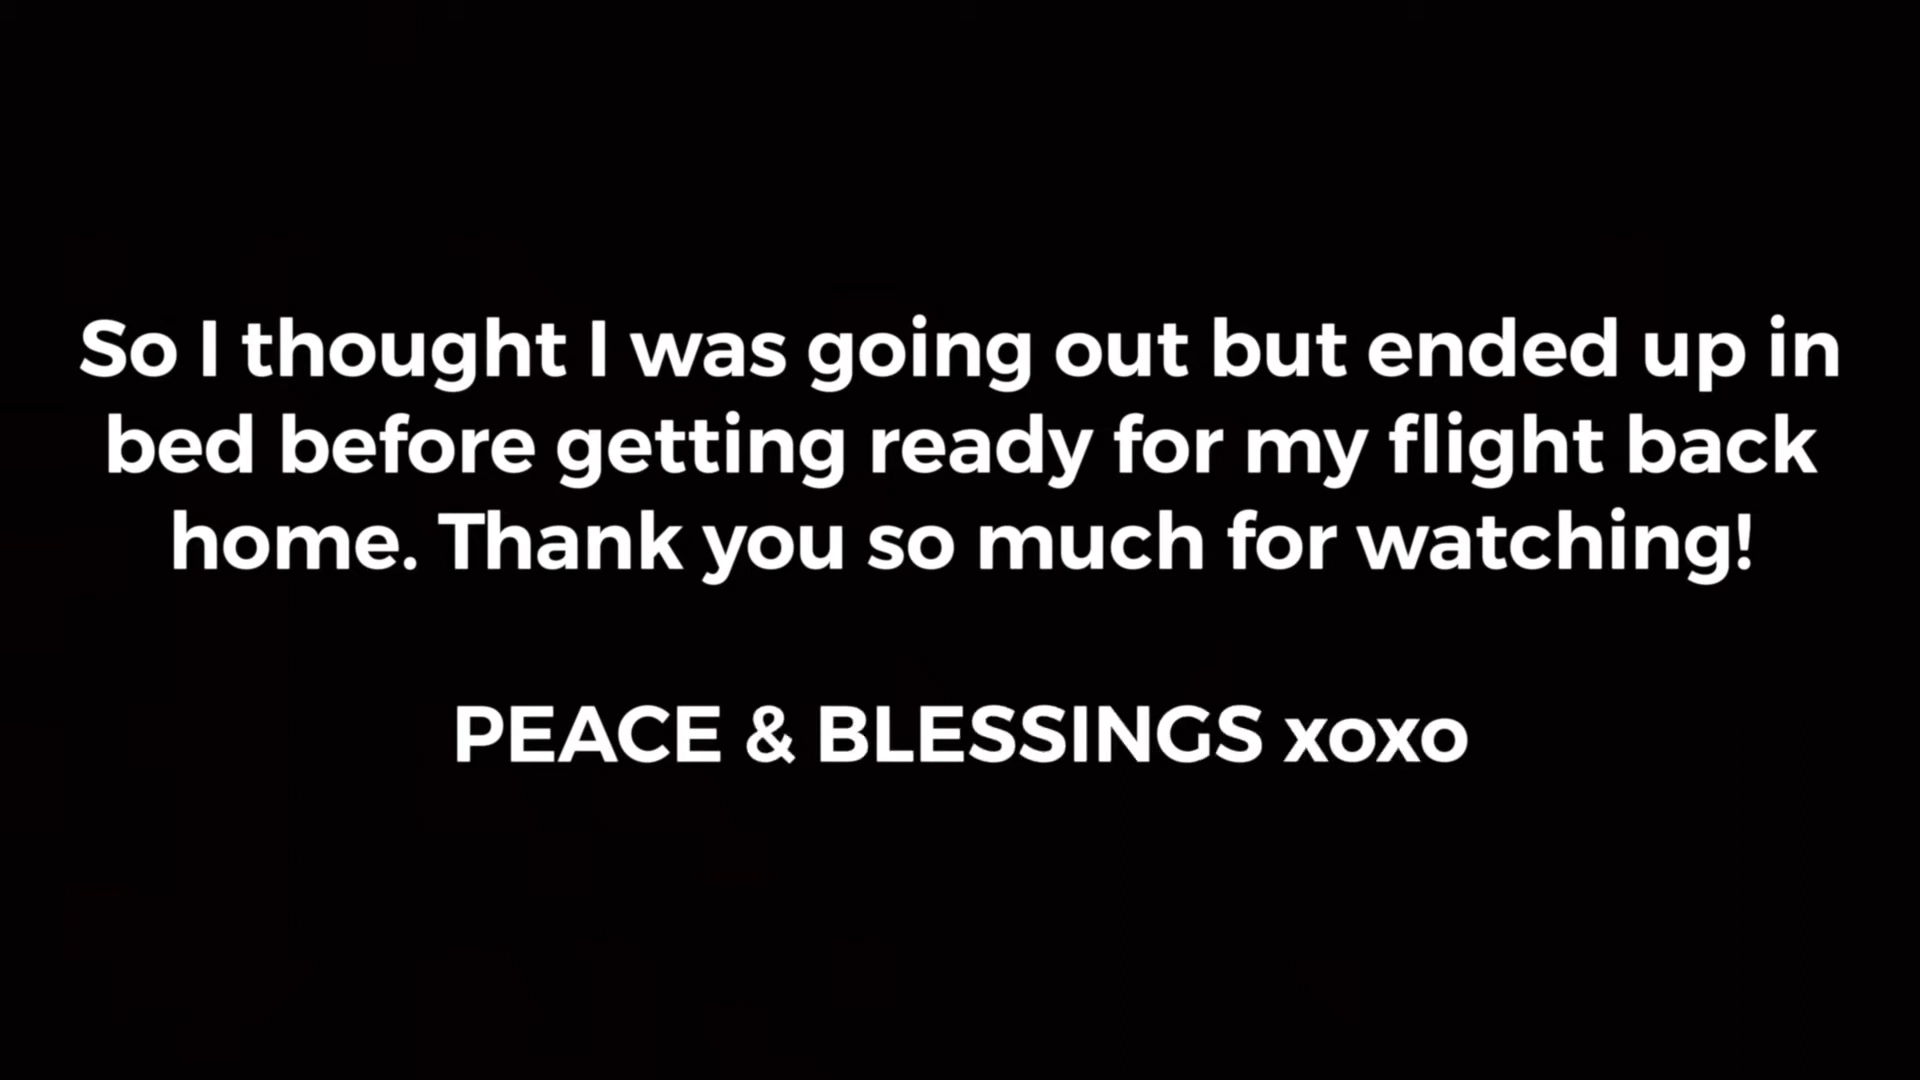 So I thought I was going out but ended up in
bed before getting ready for my flight back
home. Thank you so much for watching!
PEACE & BLESSINGS xoxo